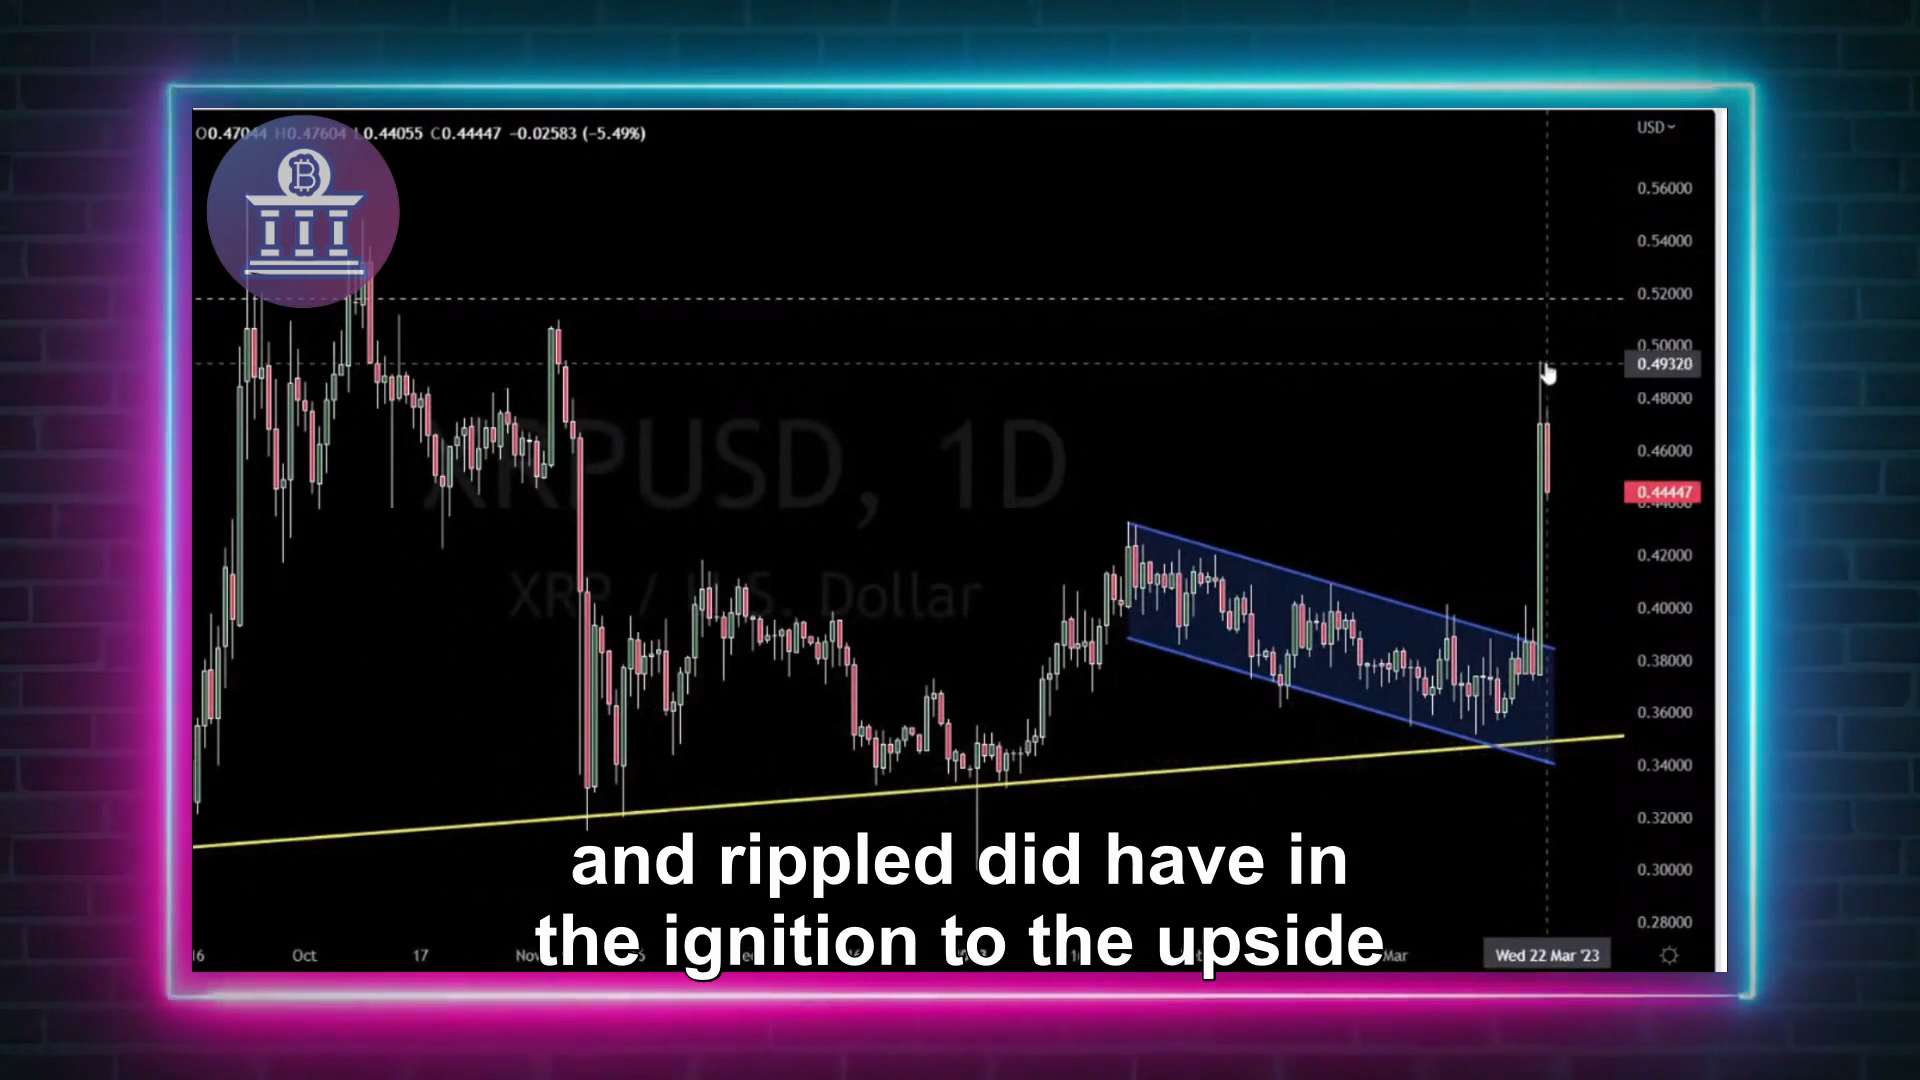 O0.47044 H0.47604 L0.44055 C0.44447 −0.02583 (−5.49%)
USD
0.56000
0.54000
0.52000
0.50000
0.49320
0.48000
0.46000
0.44447
0.42000
0.40000
0.38000
0.36000
0.34000
0.32000
0.30000
0.28000
XRPUSD, 1D
XRP / U.S. Dollar
and rippled did have in
the ignition to the upside
16 Oct 17 Nov Mar Wed 22 Mar '23